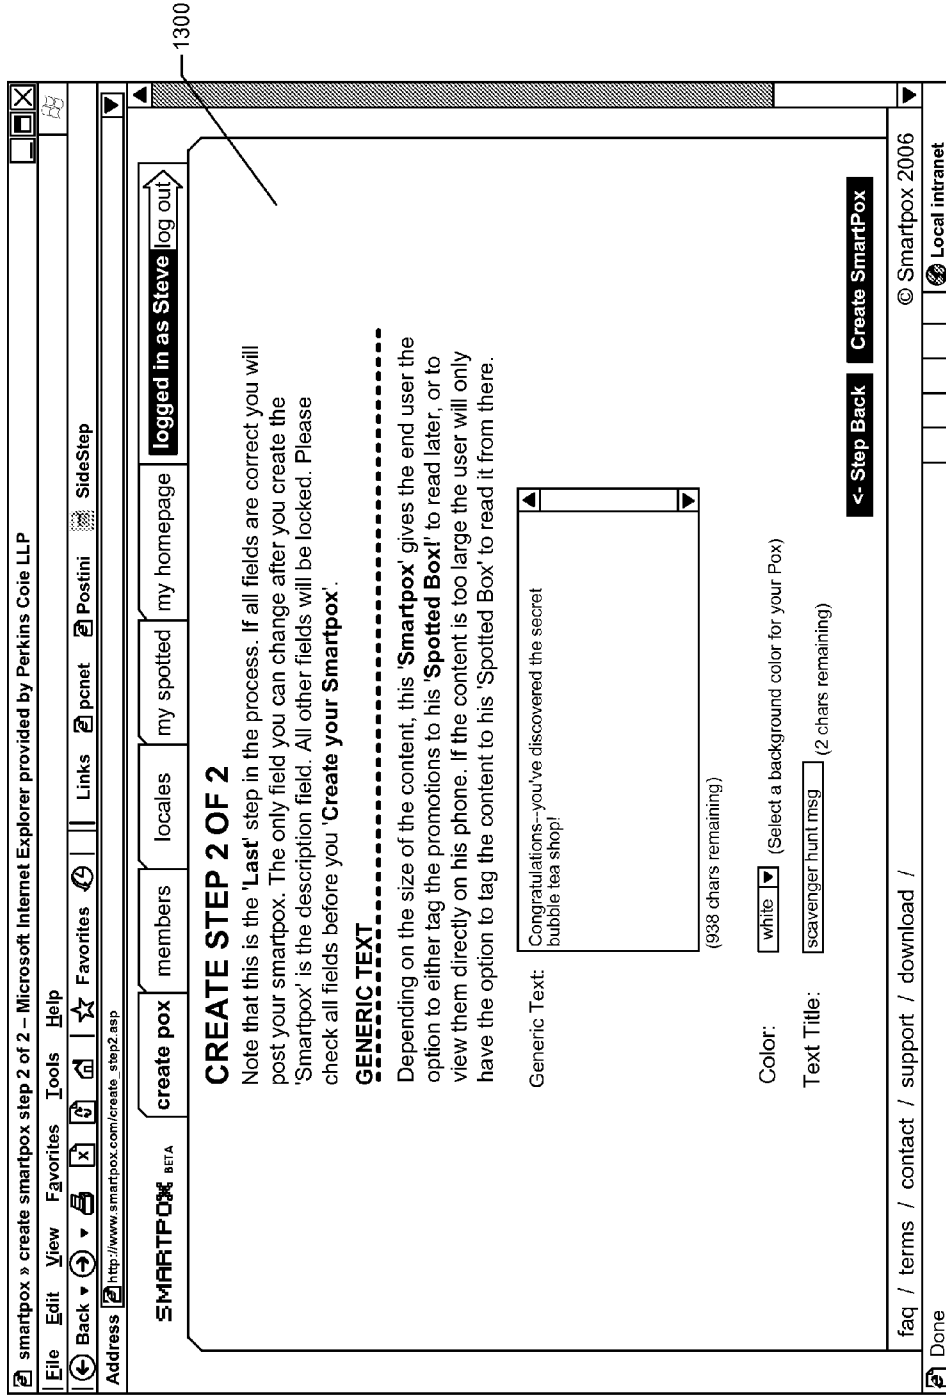 smartpox » create smartpox step 2 of 2 – Microsoft Internet Explorer provided by Perkins Coie LLP
File Edit View Favorites Tools Help
Back Favorites Links pcnet Postini SideStep
Address http://www.smartpox.com/create_step2.asp
1300
SMARTPOX BETA
create pox members locales my spotted my homepage logged in as Steve log out
CREATE STEP 2 OF 2
Note that this is the 'Last' step in the process. If all fields are correct you will
post your smartpox. The only field you can change after you create the
'Smartpox' is the description field. All other fields will be locked. Please
check all fields before you 'Create your Smartpox'.
GENERIC TEXT
Depending on the size of the content, this 'Smartpox' gives the end user the
option to either tag the promotions to his 'Spotted Box!' to read later, or to
view them directly on his phone. If the content is too large the user will only
have the option to tag the content to his 'Spotted Box' to read it from there.
Generic Text: Congratulations--you've discovered the secret
bubble tea shop!
(938 chars remaining)
Color: white (Select a background color for your Pox)
Text Title: scavenger hunt msg (2 chars remaining)
<- Step Back Create SmartPox
faq / terms / contact / support / download / © Smartpox 2006
Done Local intranet